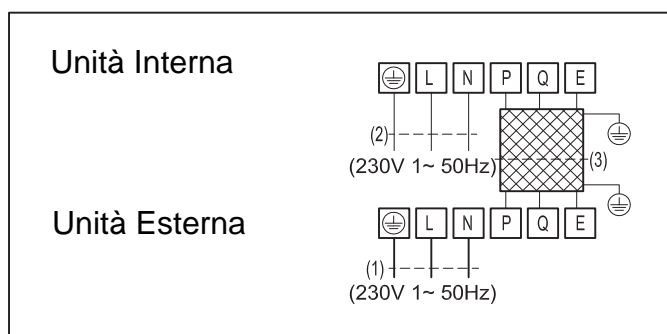 Unità Interna
L N P Q E
(2)
(230V 1~ 50Hz)
(3)
Unità Esterna
L N P Q E
(1)
(230V 1~ 50Hz)